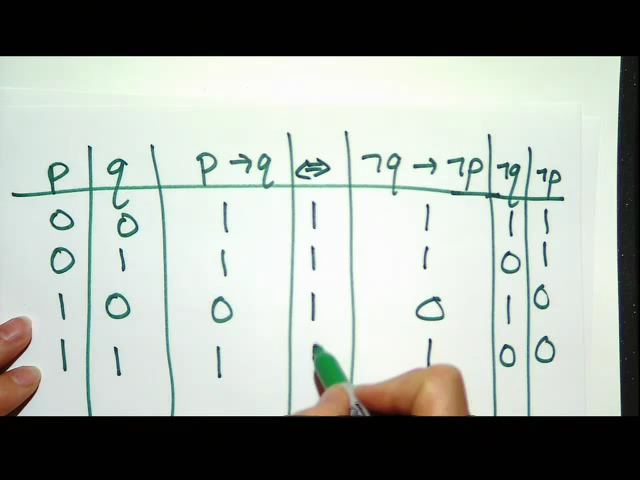 p q p → q ⇔ ¬q → ¬p ¬q ¬p
0 0 1 1 1 1 1
0 1 1 1 1 0 1
1 0 0 1 0 1 0
1 1 1 1 0 0